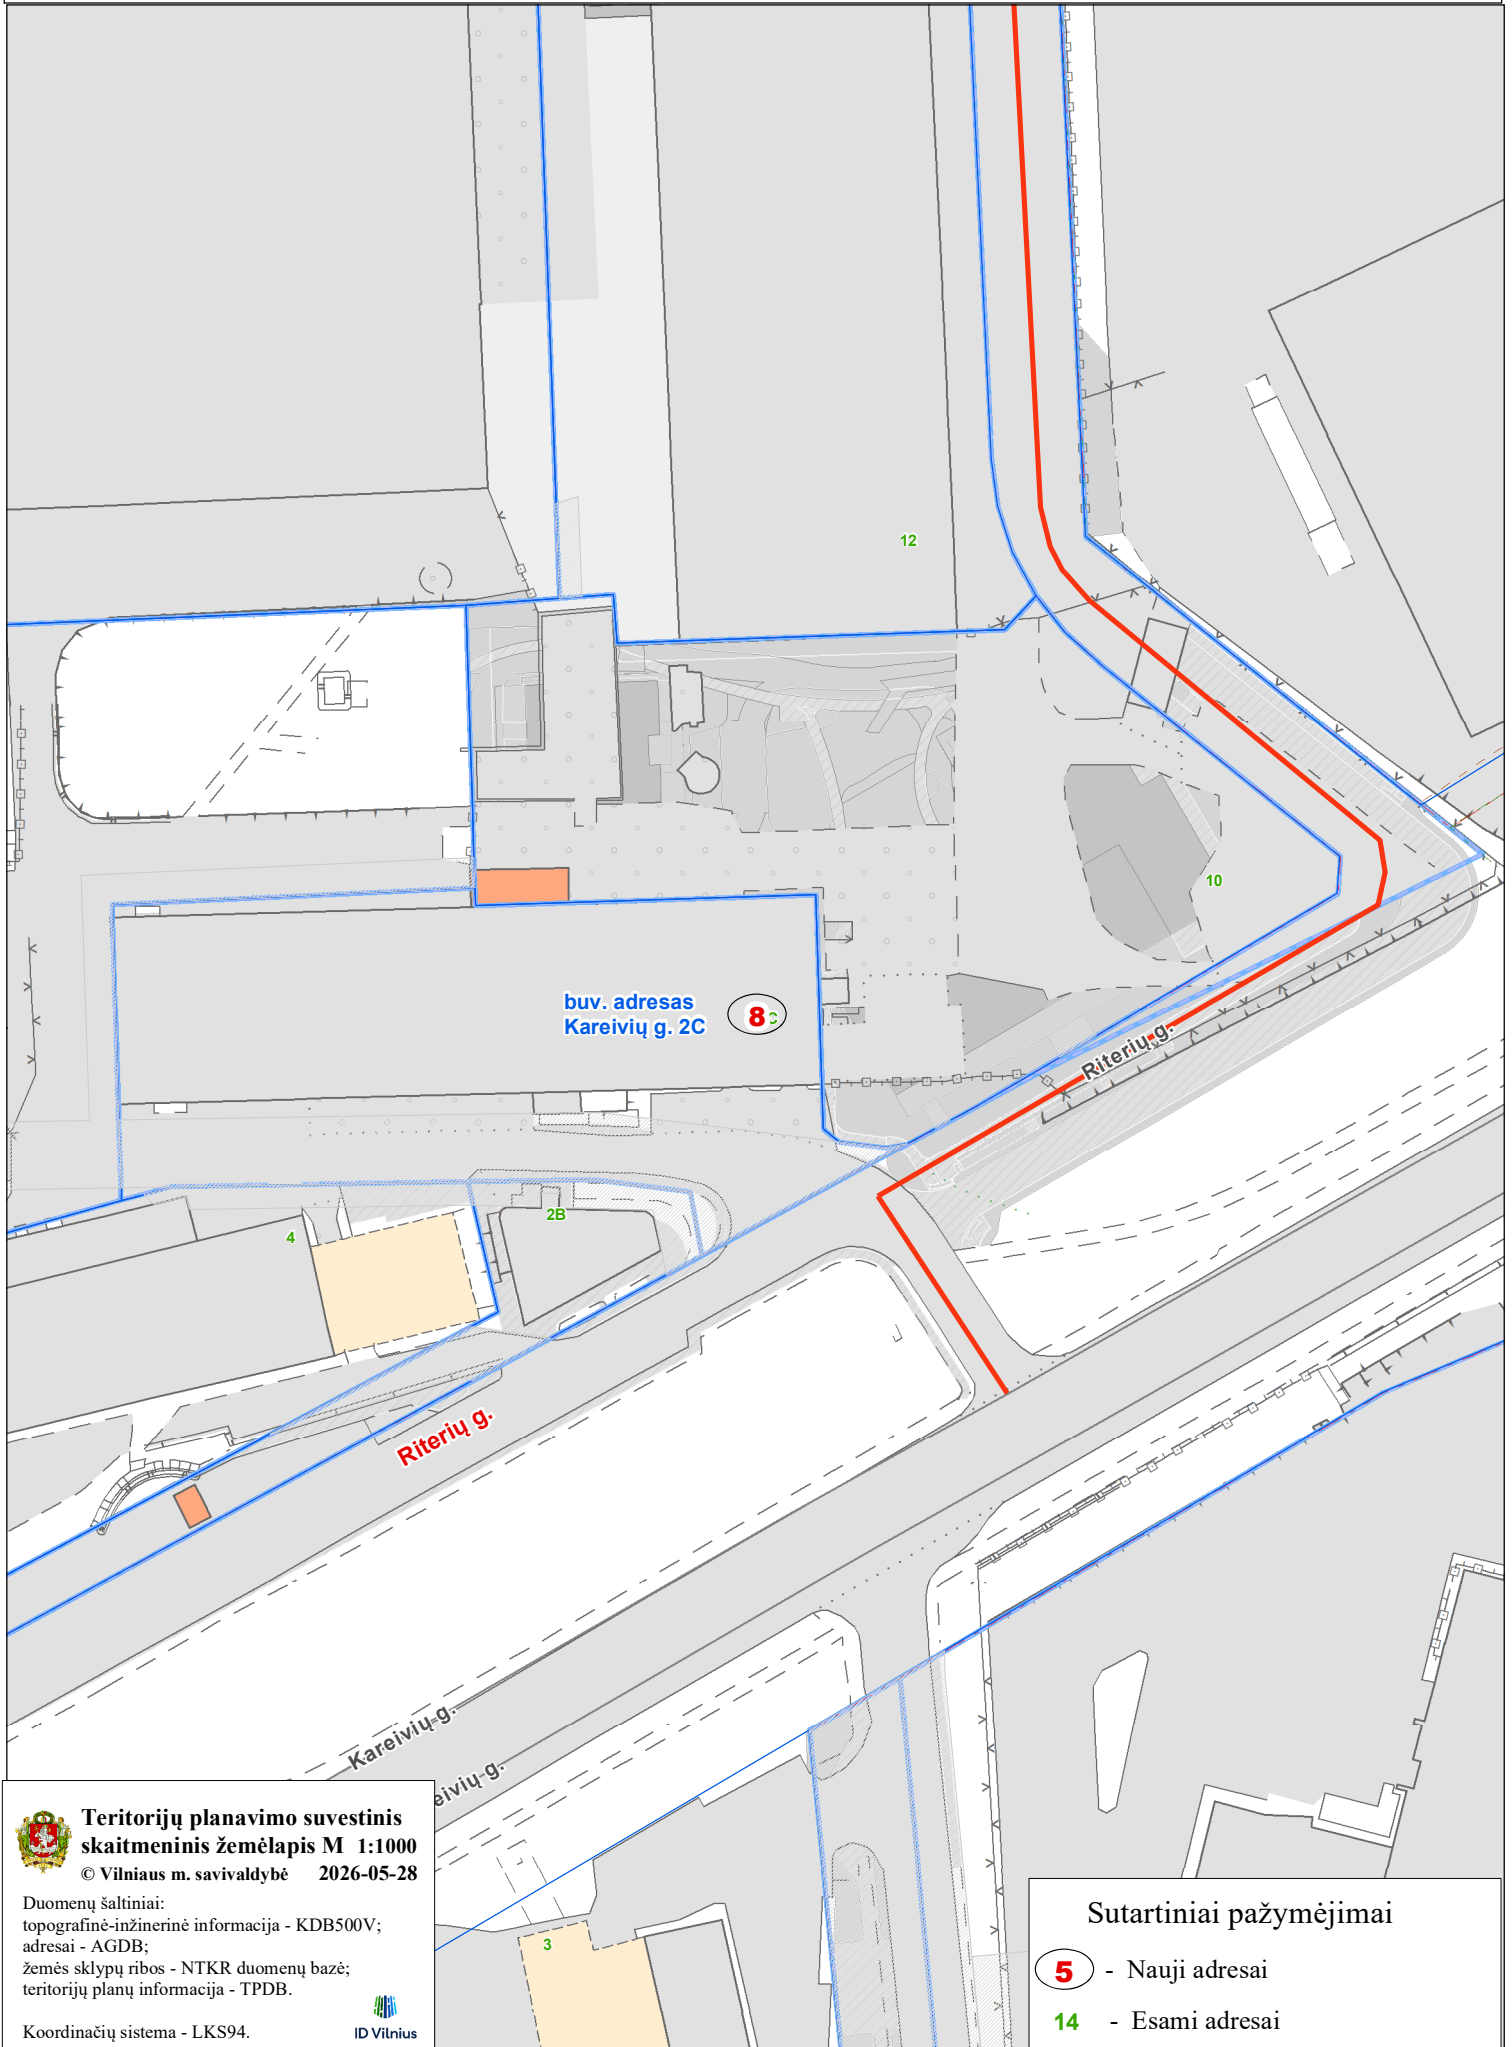 12
10
buv. adresas
Kareivių g. 2C
8
C
Riterių g.
2B
4
Riterių g.
Kareivių g.
eivių g.
3
Teritorijų planavimo suvestinis
skaitmeninis žemėlapis M 1:1000
© Vilniaus m. savivaldybė 2026-05-28
Duomenų šaltiniai:
topografinė-inžinerinė informacija - KDB500V;
adresai - AGDB;
žemės sklypų ribos - NTKR duomenų bazė;
teritorijų planų informacija - TPDB.
Koordinačių sistema - LKS94.
ID Vilnius
Sutartiniai pažymėjimai
5 - Nauji adresai
14 - Esami adresai